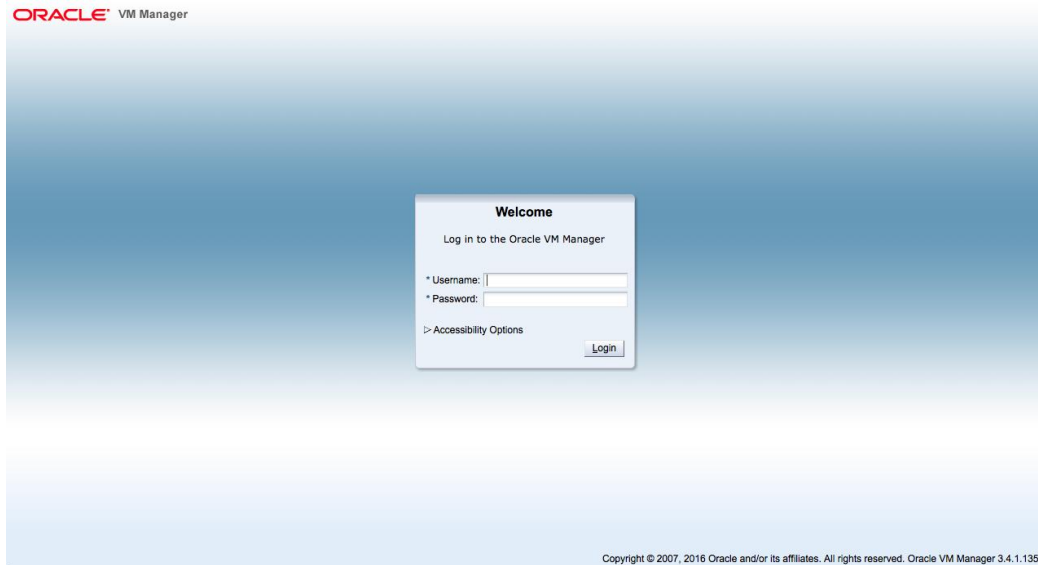 ORACLE VM Manager
Welcome
Log in to the Oracle VM Manager
* Username:
* Password:
Accessibility Options
Login
Copyright © 2007, 2016 Oracle and/or its affiliates. All rights reserved. Oracle VM Manager 3.4.1.135